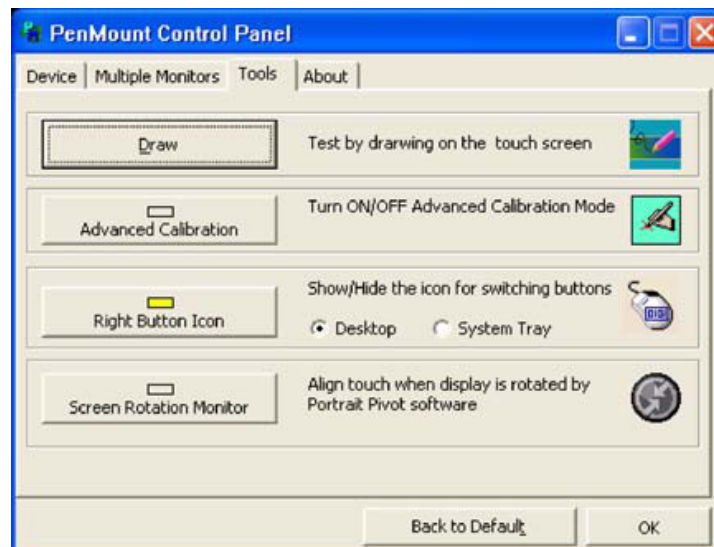 PenMount Control Panel
Device Multiple Monitors Tools About
Draw
Test by drarwing on the touch screen
Advanced Calibration
Turn ON/OFF Advanced Calibration Mode
Right Button Icon
Show/Hide the icon for switching buttons
Desktop System Tray
Screen Rotation Monitor
Align touch when display is rotated by
Portrait Pivot software
Back to Default
OK